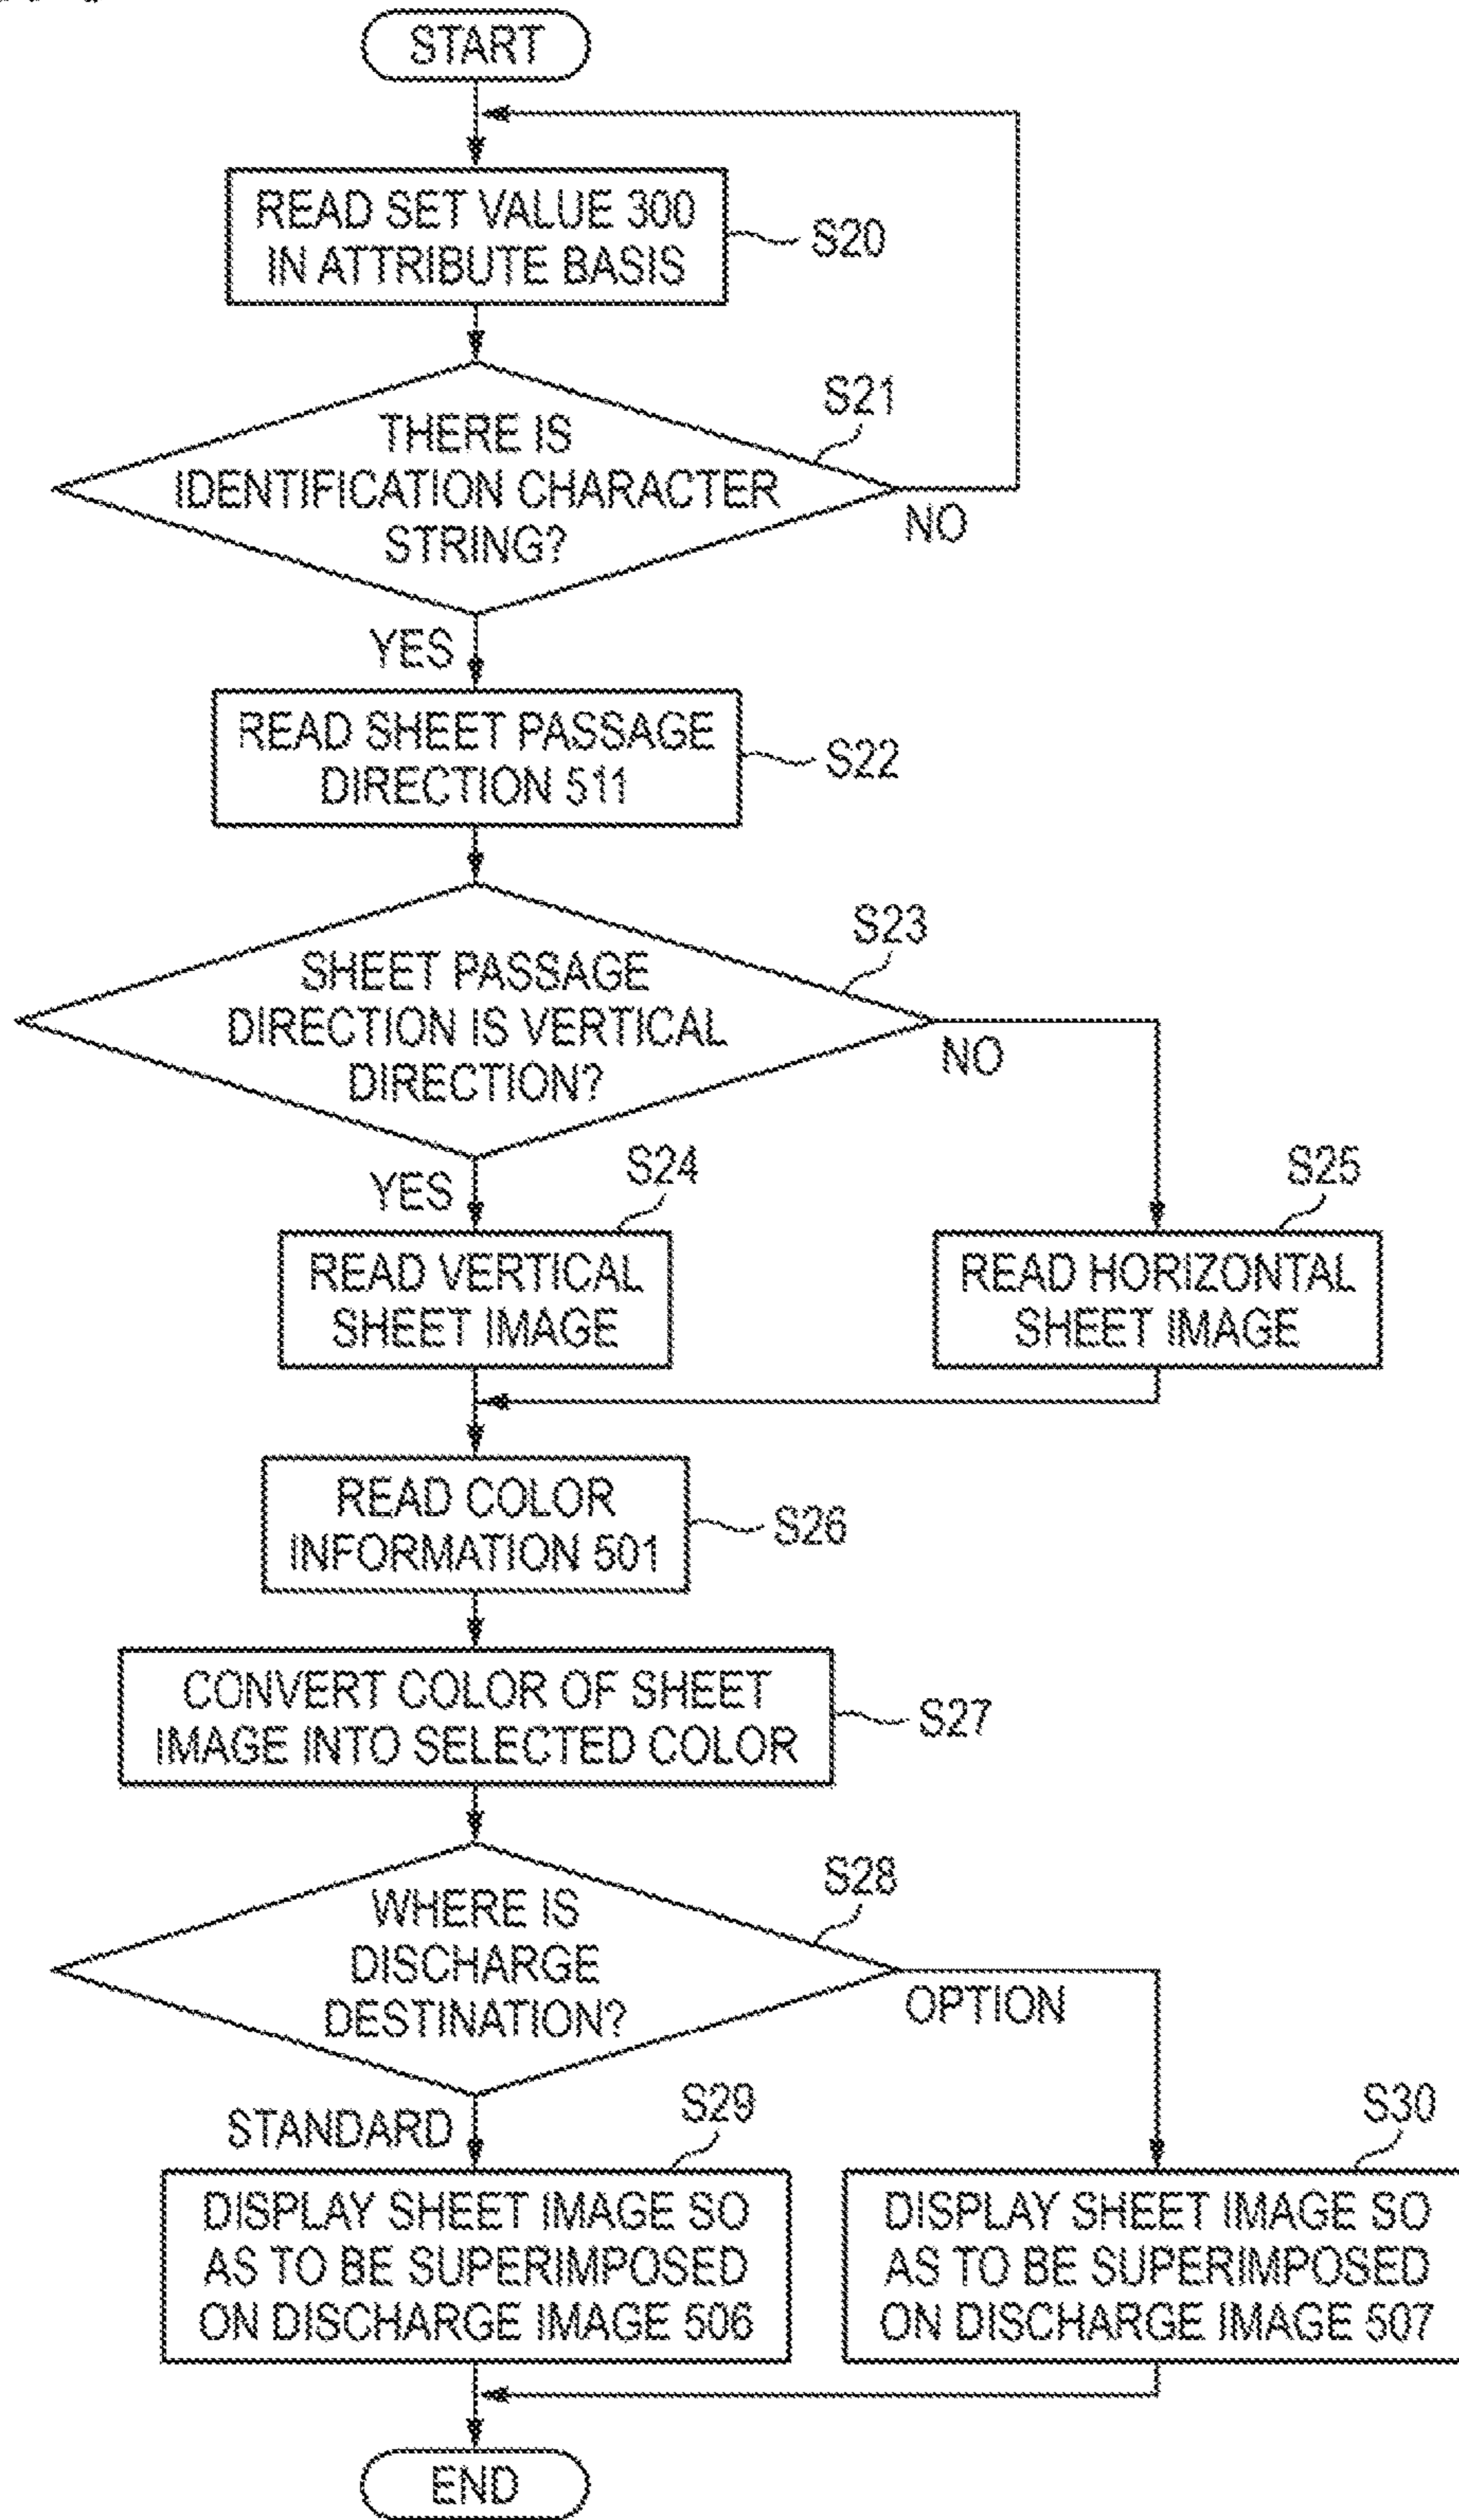 START
READ SET VALUE 300
IN ATTRIBUTE BASIS
S20
THERE IS
IDENTIFICATION CHARACTER
STRING?
S21
NO
YES
READ SHEET PASSAGE
DIRECTION 511
S22
SHEET PASSAGE
DIRECTION IS VERTICAL
DIRECTION?
S23
NO
YES
S24
READ VERTICAL
SHEET IMAGE
S25
READ HORIZONTAL
SHEET IMAGE
READ COLOR
INFORMATION 501
S26
CONVERT COLOR OF SHEET
IMAGE INTO SELECTED COLOR
S27
WHERE IS
DISCHARGE
DESTINATION?
S28
OPTION
STANDARD
S29
DISPLAY SHEET IMAGE SO
AS TO BE SUPERIMPOSED
ON DISCHARGE IMAGE 506
S30
DISPLAY SHEET IMAGE SO
AS TO BE SUPERIMPOSED
ON DISCHARGE IMAGE 507
END